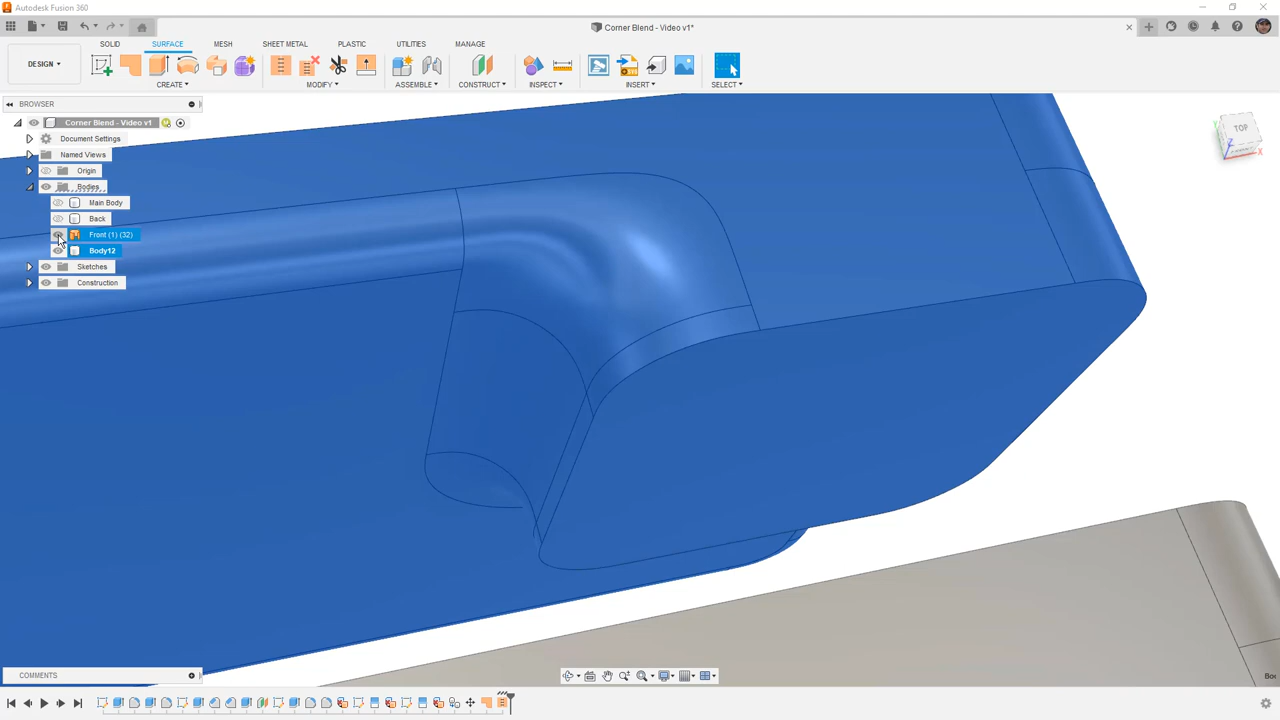 Autodesk Fusion 360
Corner Blend - Video v1*
SOLID SURFACE MESH SHEET METAL PLASTIC UTILITIES MANAGE
DESIGN
CREATE MODIFY ASSEMBLE CONSTRUCT INSPECT INSERT SELECT
BROWSER
TOP
Corner Blend - Video v1
Document Settings
Named Views
Origin
Bodies
Main Body
Back
Front (1) (32)
Body12
Sketches
Construction
COMMENTS